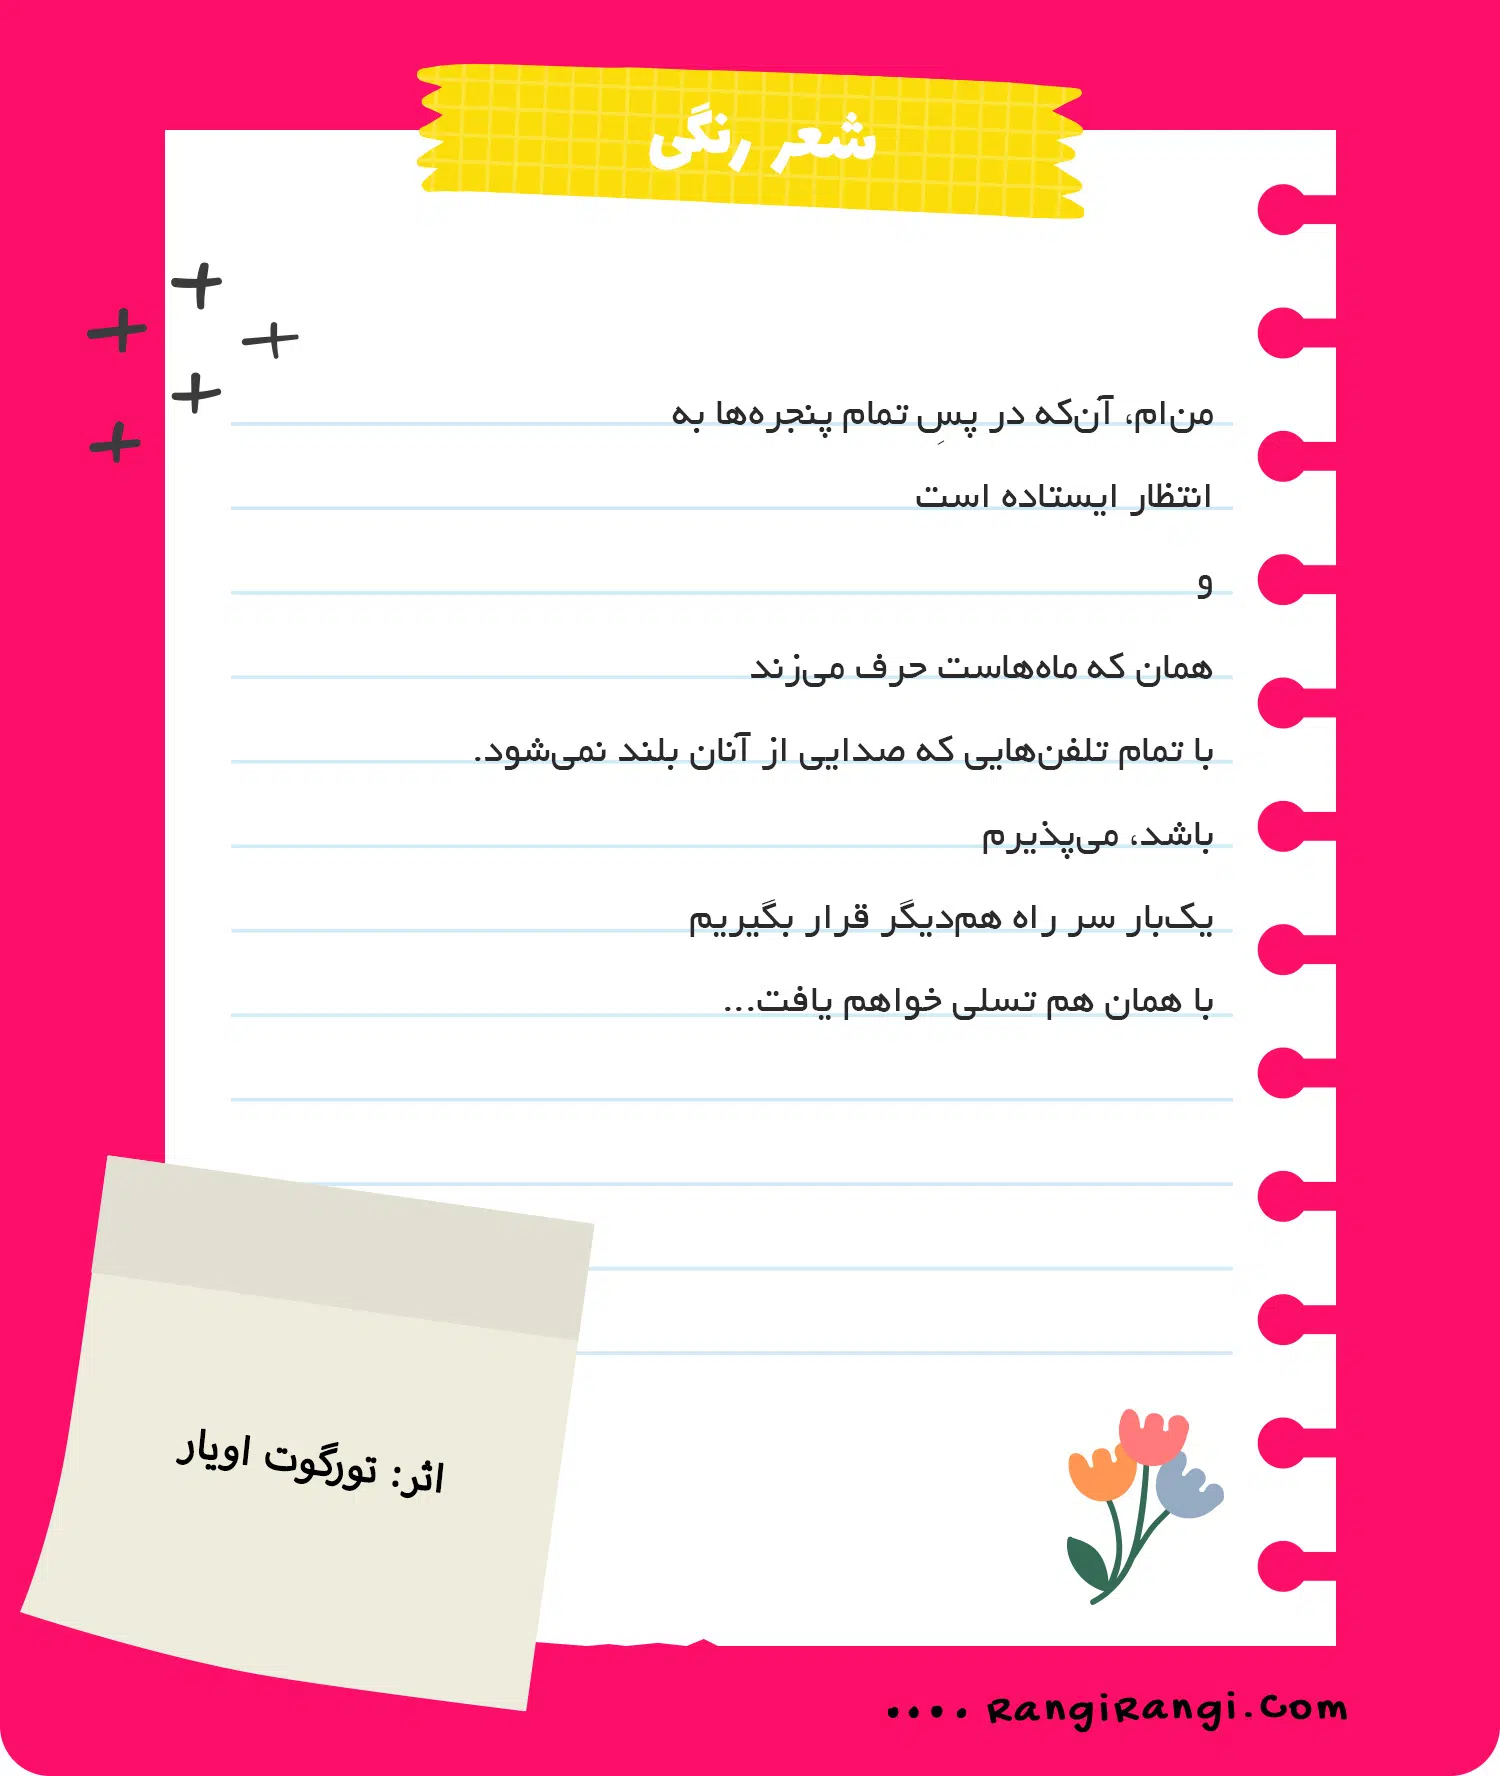 شعر رنگی
من‌ام، آن‌که در پسِ تمام پنجره‌ها به
انتظار ایستاده است
و
همان که ماه‌هاست حرف می‌زند
با تمام تلفن‌هایی که صدایی از آنان بلند نمی‌شود.
باشد، می‌پذیرم
یک‌بار سر راه هم‌دیگر قرار بگیریم
با همان هم تسلی خواهم یافت...
اثر: تورگوت اویار
.... RangiRangi.Com